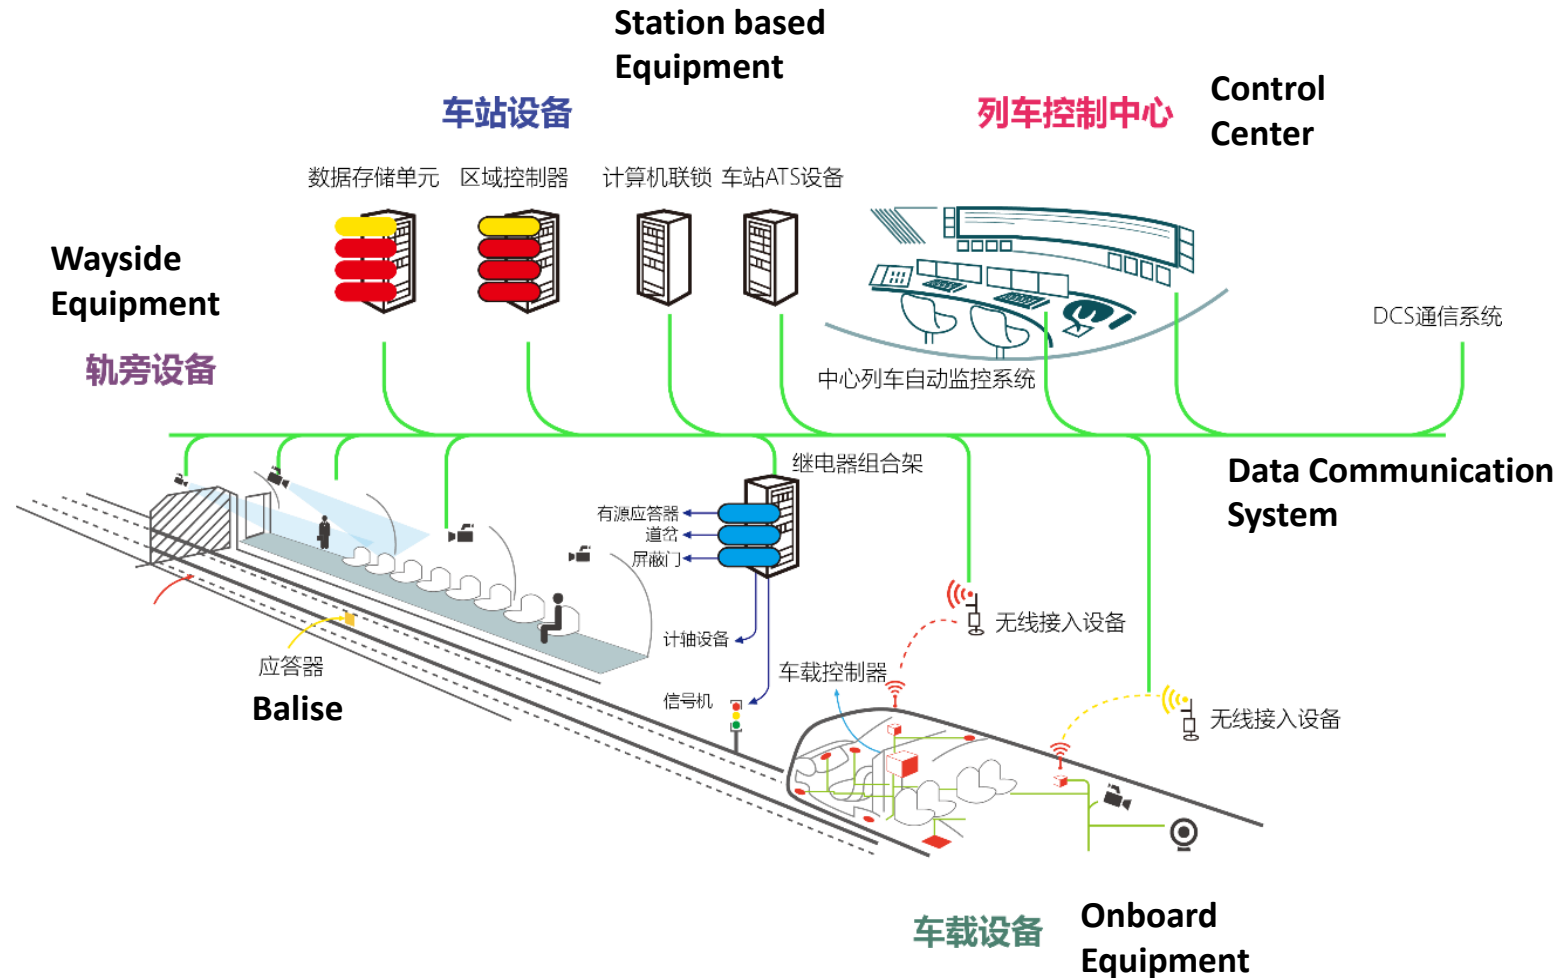 Station based
Equipment
Control
Center
车站设备
列车控制中心
数据存储单元
区域控制器
计算机联锁
车站ATS设备
Wayside
Equipment
DCS通信系统
轨旁设备
中心列车自动监控系统
继电器组合架
Data Communication
System
有源应答器
道岔
屏蔽门
无线接入设备
计轴设备
应答器
车载控制器
Balise
信号机
无线接入设备
车载设备
Onboard
Equipment